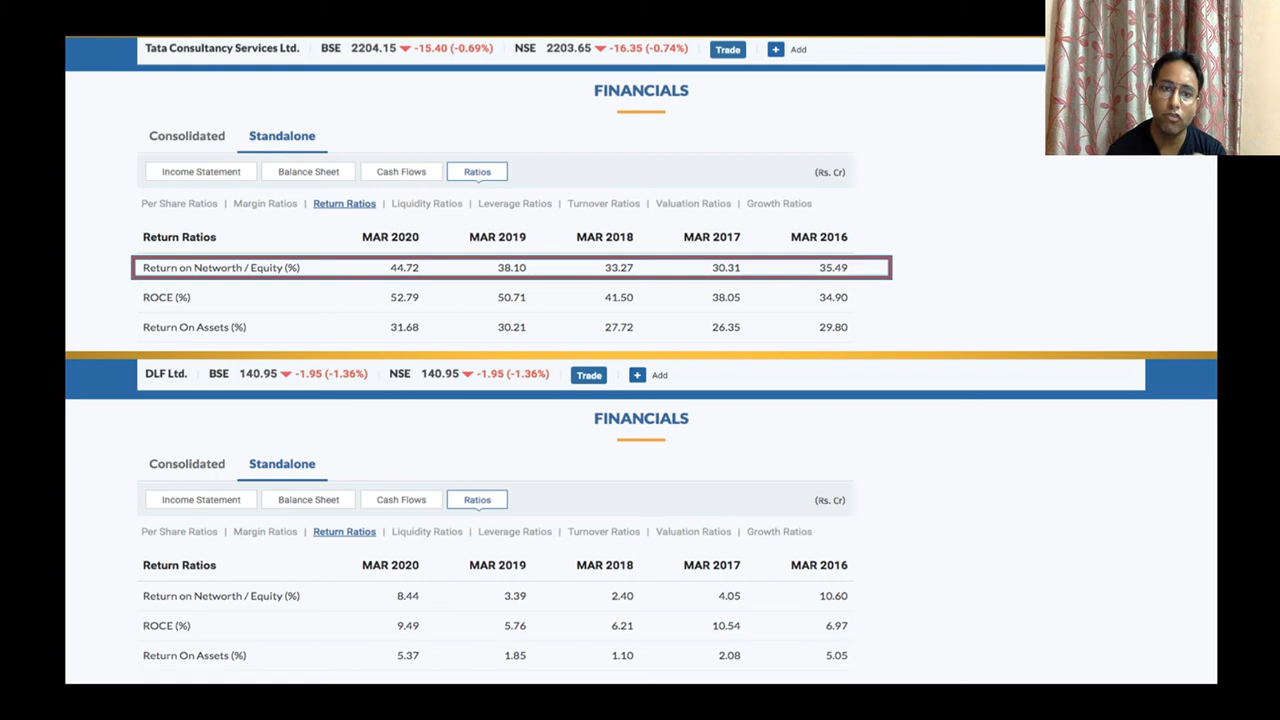 Tata Consultancy Services Ltd. | BSE 2204.15 -15.40 (-0.69%) | NSE 2203.65 -16.35 (-0.74%) Trade + Add
FINANCIALS
Consolidated Standalone
Income Statement Balance Sheet Cash Flows Ratios (Rs. Cr)
Per Share Ratios | Margin Ratios | Return Ratios | Liquidity Ratios | Leverage Ratios | Turnover Ratios | Valuation Ratios | Growth Ratios
Return Ratios MAR 2020 MAR 2019 MAR 2018 MAR 2017 MAR 2016
Return on Networth / Equity (%) 44.72 38.10 33.27 30.31 35.49
ROCE (%) 52.79 50.71 41.50 38.05 34.90
Return On Assets (%) 31.68 30.21 27.72 26.35 29.80
DLF Ltd. | BSE 140.95 -1.95 (-1.36%) | NSE 140.95 -1.95 (-1.36%) Trade + Add
FINANCIALS
Consolidated Standalone
Income Statement Balance Sheet Cash Flows Ratios (Rs. Cr)
Per Share Ratios | Margin Ratios | Return Ratios | Liquidity Ratios | Leverage Ratios | Turnover Ratios | Valuation Ratios | Growth Ratios
Return Ratios MAR 2020 MAR 2019 MAR 2018 MAR 2017 MAR 2016
Return on Networth / Equity (%) 8.44 3.39 2.40 4.05 10.60
ROCE (%) 9.49 5.76 6.21 10.54 6.97
Return On Assets (%) 5.37 1.85 1.10 2.08 5.05